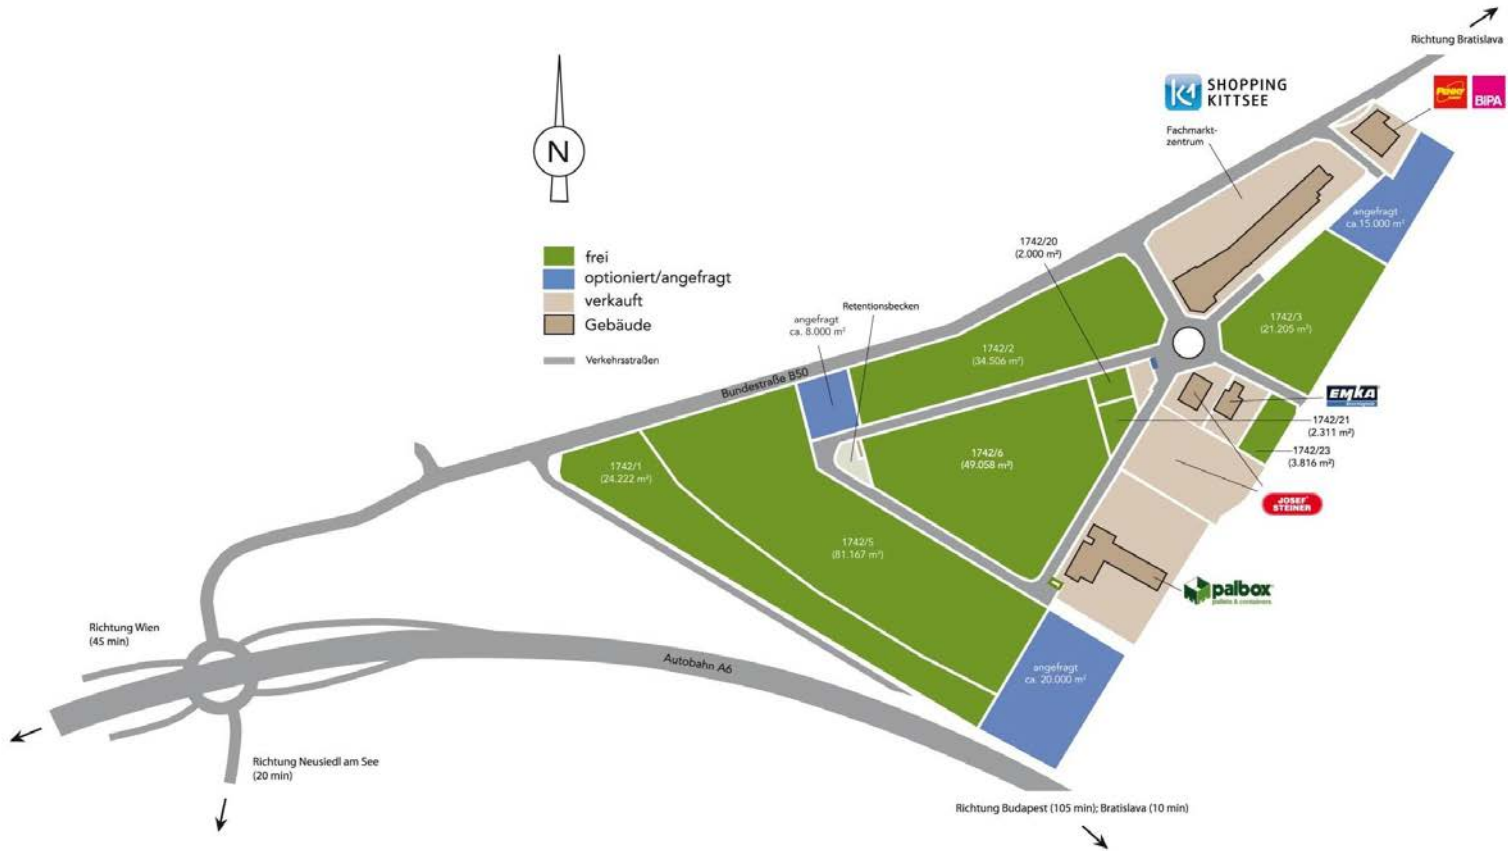 Richtung Bratislava
K1 SHOPPING
KITTSEE
PENNY
BIPA
Fachmarkt-
zentrum
N
angefragt
ca. 15.000 m²
frei
optioniert/angefragt
verkauft
Gebäude
Verkehrsstraßen
1742/20
(2.000 m²)
Retentionsbecken
angefragt
ca. 8.000 m²
1742/3
(21.205 m²)
1742/2
(34.506 m²)
Bundestraße B50
EMKA
1742/21
(2.311 m²)
1742/23
(3.816 m²)
1742/1
(24.222 m²)
1742/6
(49.058 m²)
JOSEF
STEINER
1742/5
(81.167 m²)
palbox
pallets & containers
Richtung Wien
(45 min)
Autobahn A6
angefragt
ca. 20.000 m²
Richtung Neusiedl am See
(20 min)
Richtung Budapest (105 min); Bratislava (10 min)